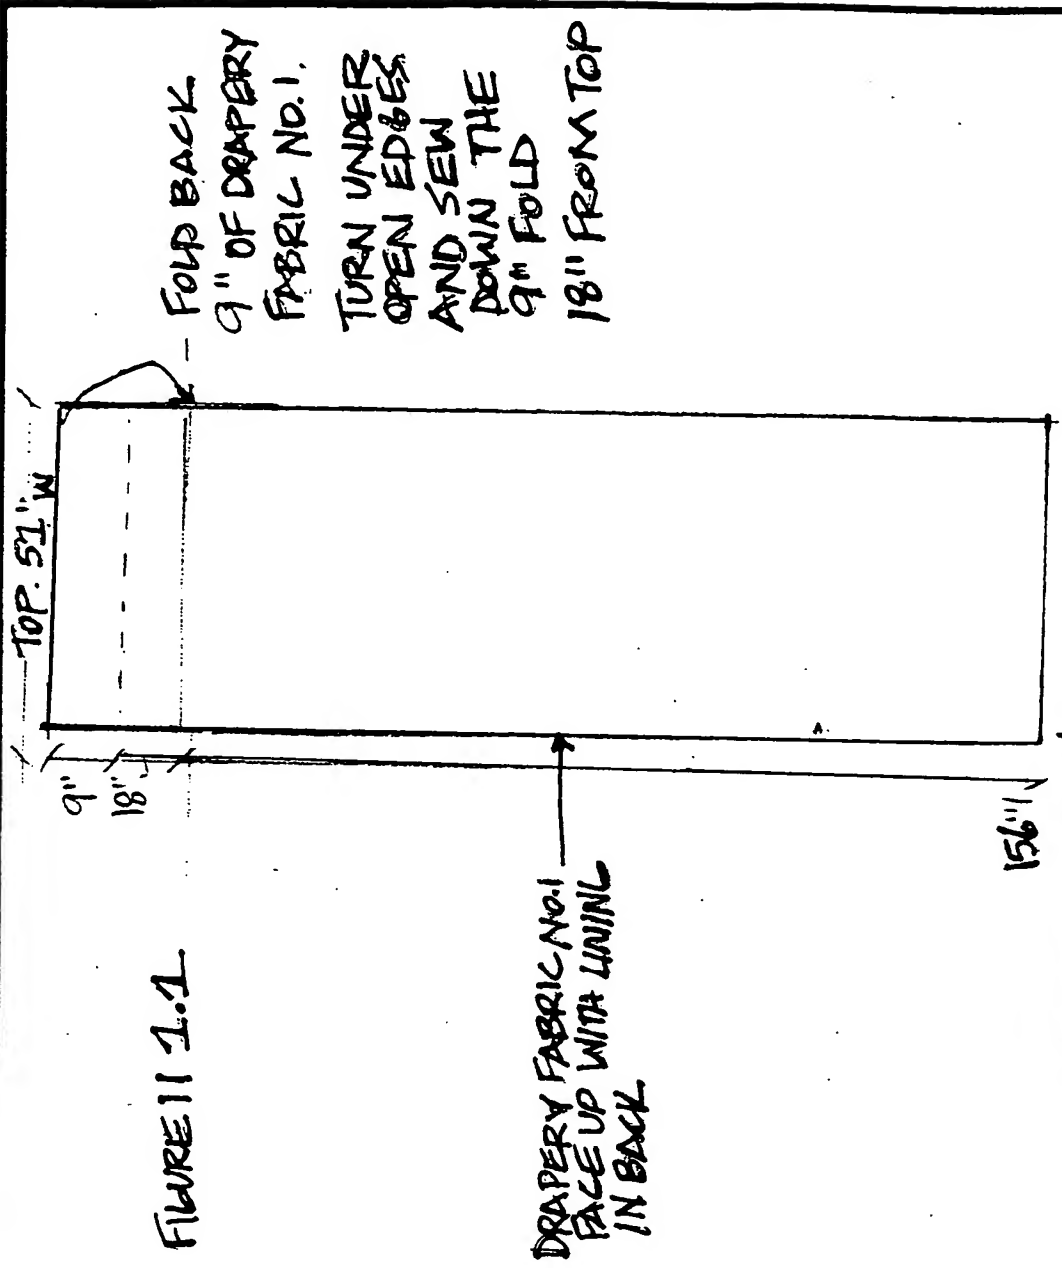 FIGURE II 1.1
9"
18"
TOP. 51" W
FOLD BACK
9" OF DRAPERY
FABRIC NO. 1.
TURN UNDER
OPEN EDGES
AND SEW
DOWN THE
9" FOLD
18" FROM TOP
DRAPERY FABRIC NO.1
FACE UP WITH LINING
IN BACK
156"